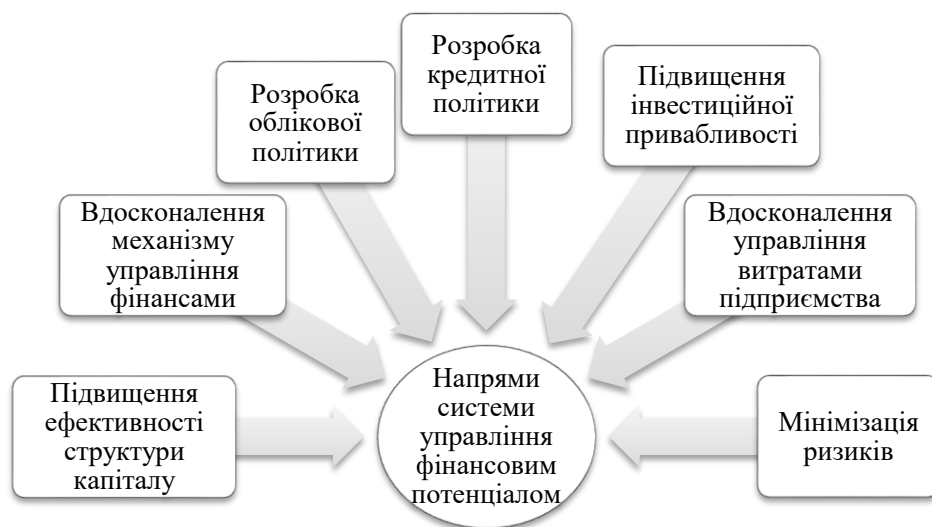 Розробка
кредитної
політики
Розробка
облікової
політики
Підвищення
інвестиційної
привабливості
Вдосконалення
механізму
управління
фінансами
Вдосконалення
управління
витратами
підприємства
Підвищення
ефективності
структури
капіталу
Напрями
системи
управління
фінансовим
потенціалом
Мінімізація
ризиків